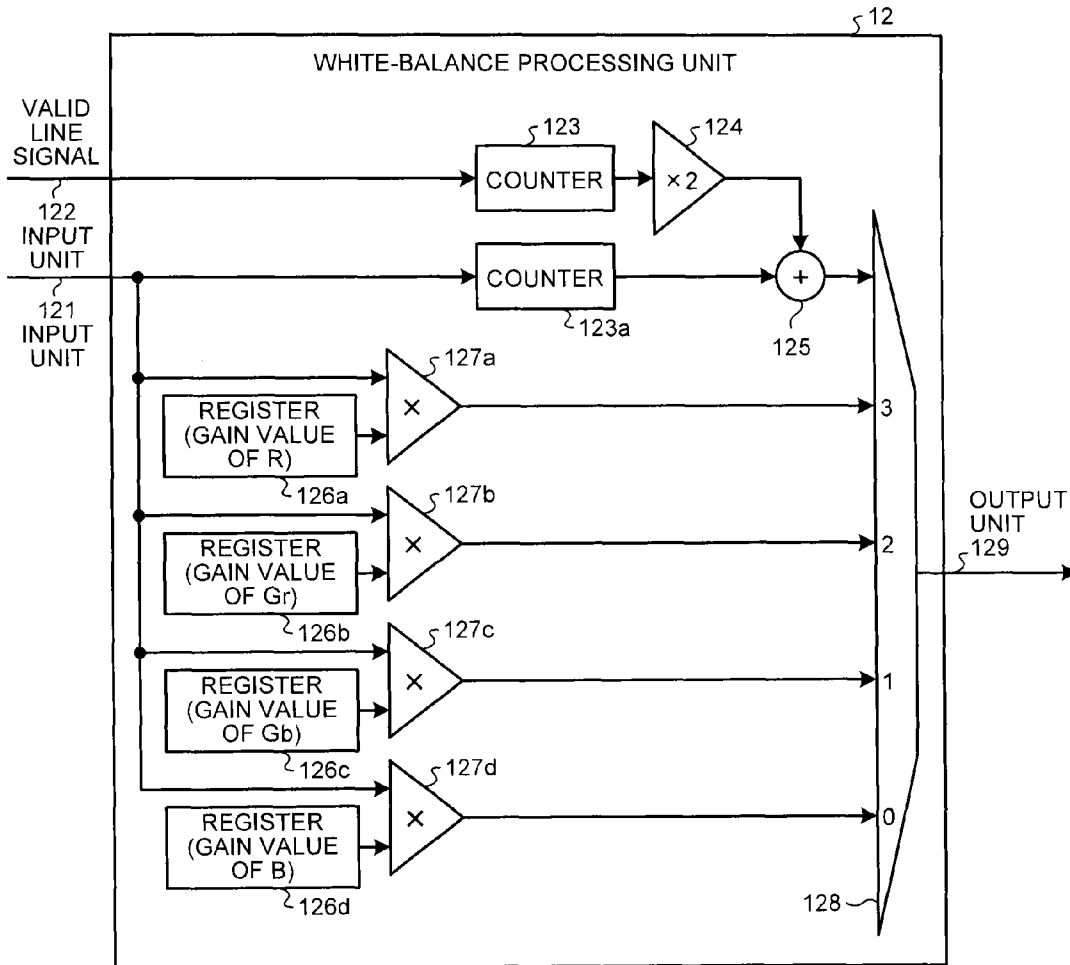 12
WHITE-BALANCE PROCESSING UNIT
VALID
LINE
SIGNAL
123
124
COUNTER
×2
122
INPUT
UNIT
COUNTER
+
121
INPUT
UNIT
123a
125
127a
REGISTER
(GAIN VALUE
OF R)
×
3
126a
127b
REGISTER
(GAIN VALUE
OF Gr)
×
2
OUTPUT
UNIT
129
126b
127c
REGISTER
(GAIN VALUE
OF Gb)
×
1
126c
127d
REGISTER
(GAIN VALUE
OF B)
×
0
126d
128